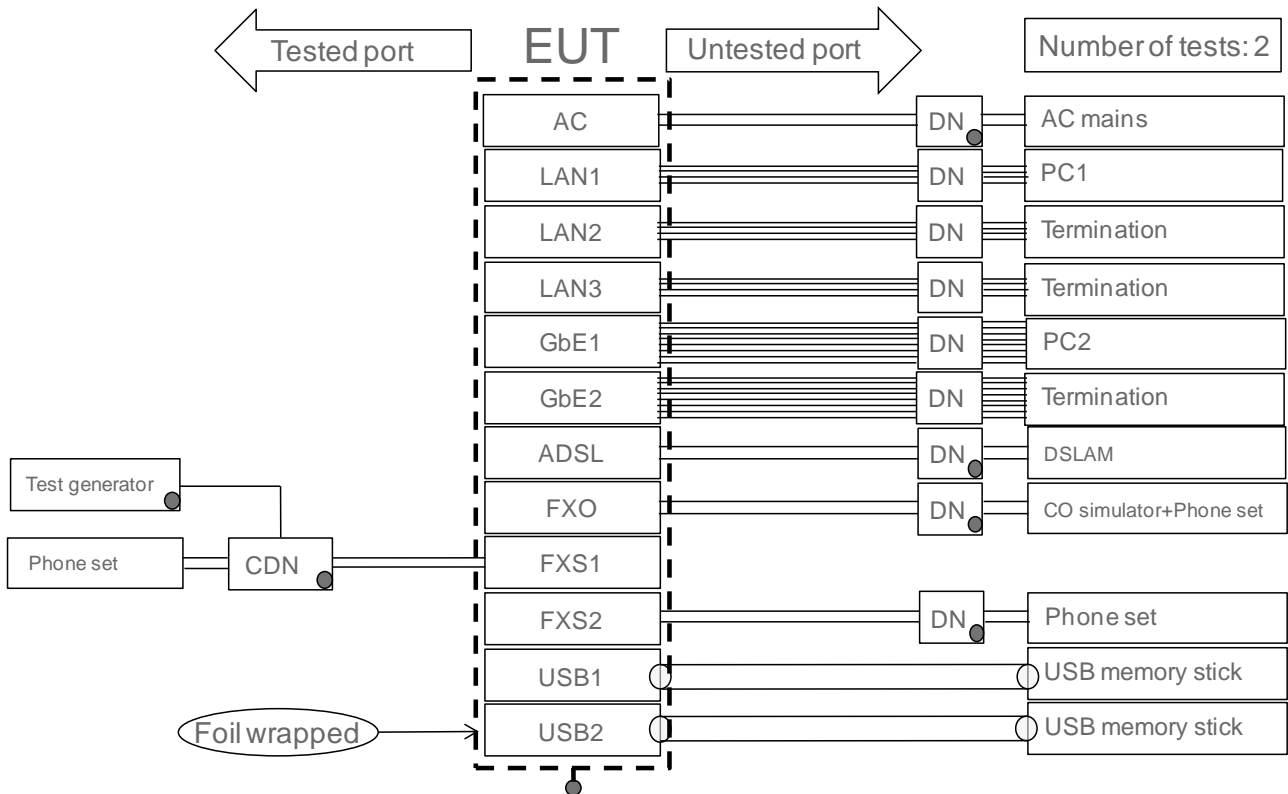 Tested port
EUT
Untested port
Number of tests: 2
AC
DN
AC mains
LAN1
DN
PC1
LAN2
DN
Termination
LAN3
DN
Termination
GbE1
DN
PC2
GbE2
DN
Termination
ADSL
DN
DSLAM
Test generator
FXO
DN
CO simulator+Phone set
Phone set
CDN
FXS1
FXS2
DN
Phone set
USB1
USB memory stick
Foil wrapped
USB2
USB memory stick